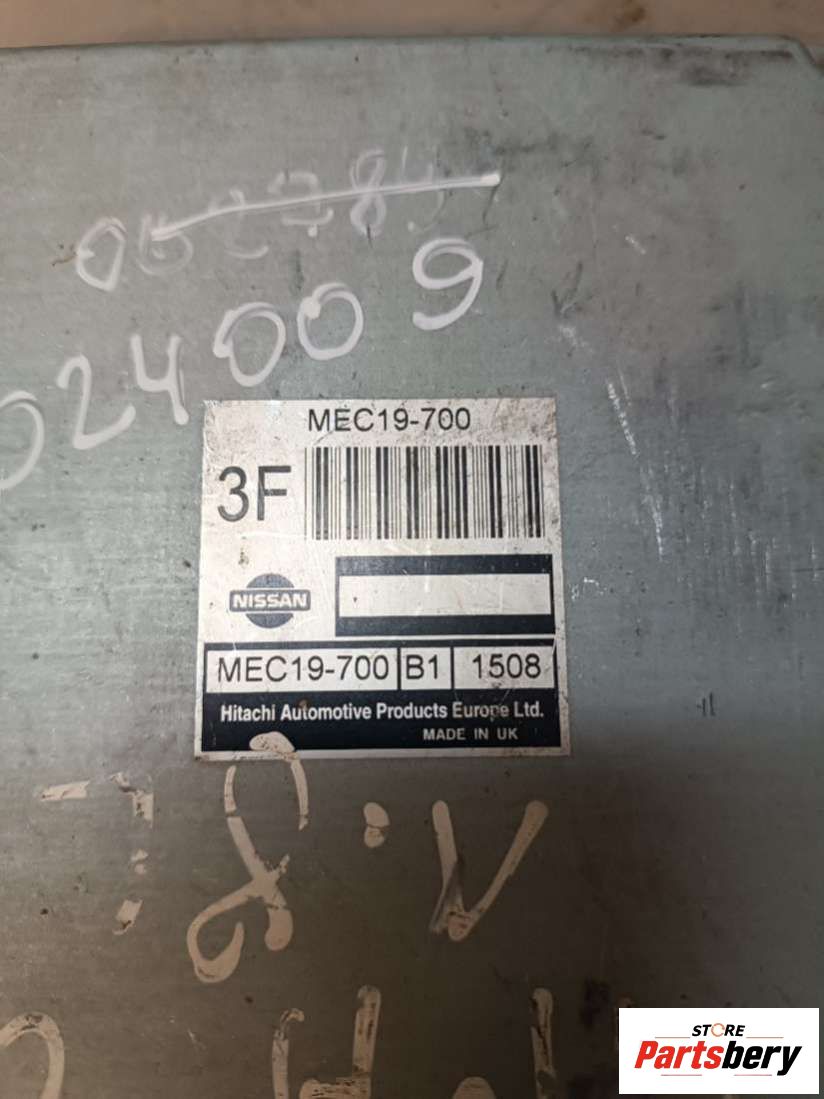 024009
MEC19-700
3F
NISSAN
MEC19-700 B1 1508
Hitachi Automotive Products Europe Ltd.
MADE IN UK
STORE
Partsbery